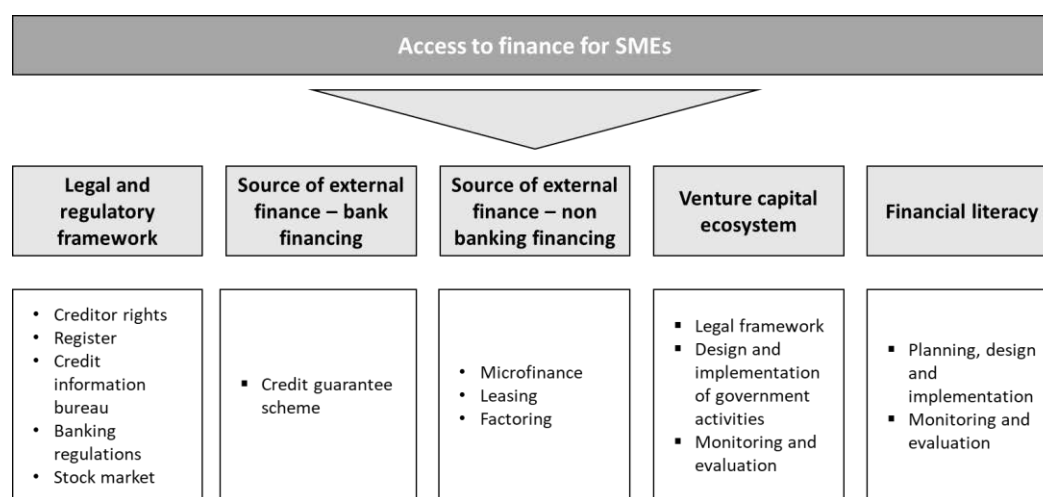 Access to finance for SMEs
Legal and
regulatory
framework
Source of external
finance – bank
financing
Source of external
finance – non
banking financing
Venture capital
ecosystem
Financial literacy
• Creditor rights
• Register
• Credit
information
bureau
• Banking
regulations
• Stock market
▪ Credit guarantee
scheme
• Microfinance
• Leasing
• Factoring
▪ Legal framework
▪ Design and
implementation
of government
activities
▪ Monitoring and
evaluation
▪ Planning, design
and
implementation
▪ Monitoring and
evaluation